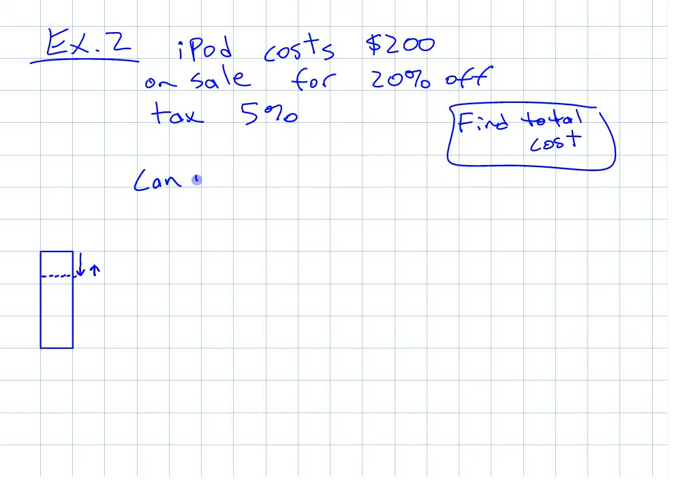 Ex. 2 iPod costs $200
on sale for 20% off
tax 5%
Find total
cost
Can